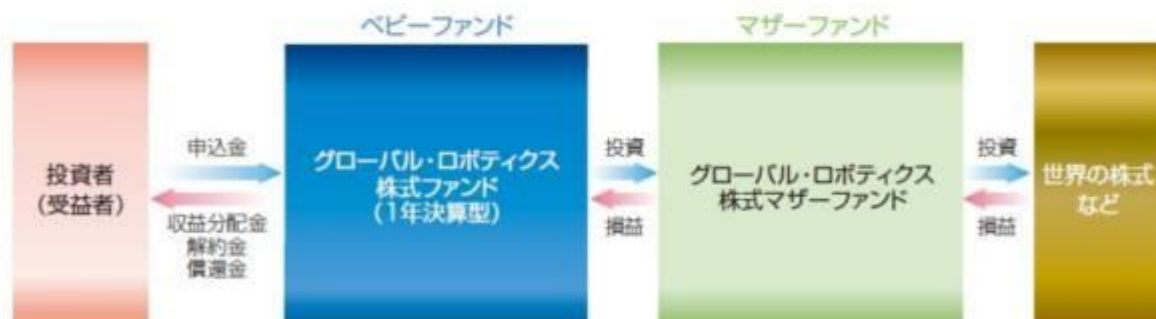 ベビーファンド
マザーファンド
投資者
(受益者)
申込金
収益分配金
解約金
償還金
グローバル・ロボティクス
株式ファンド
(1年決算型)
投資
損益
グローバル・ロボティクス
株式マザーファンド
投資
損益
世界の株式
など